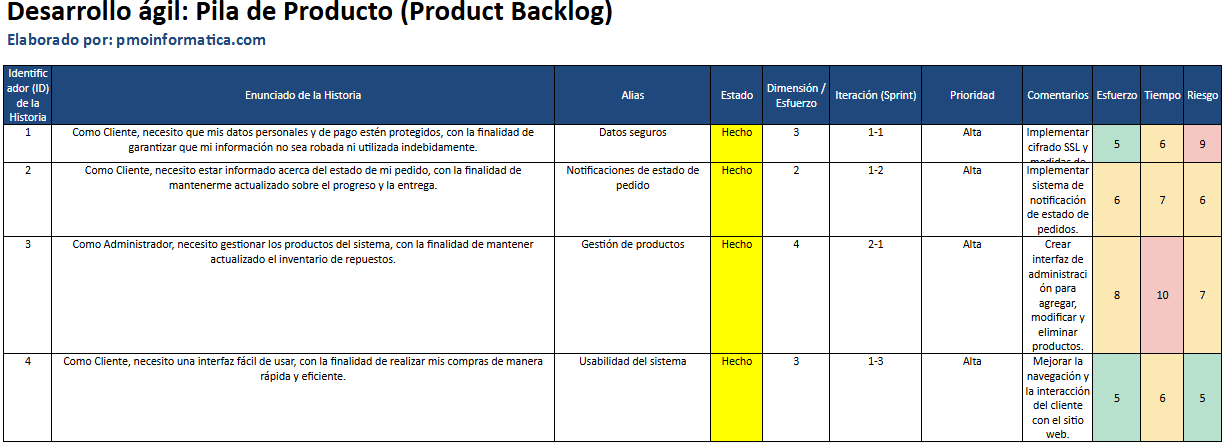 Desarrollo ágil: Pila de Producto (Product Backlog)
Elaborado por: pmoinformatica.com
Identific
ador (ID)
de la
Historia
Enunciado de la Historia
Alias
Estado
Dimensión /
Esfuerzo
Iteración (Sprint)
Prioridad
Comentarios
Esfuerzo
Tiempo
Riesgo
1
Como Cliente, necesito que mis datos personales y de pago estén protegidos, con la finalidad de
garantizar que mi información no sea robada ni utilizada indebidamente.
Datos seguros
Hecho
3
1-1
Alta
Implementar
cifrado SSL y
medidas de
5
6
9
2
Como Cliente, necesito estar informado acerca del estado de mi pedido, con la finalidad de
mantenerme actualizado sobre el progreso y la entrega.
Notificaciones de estado de
pedido
Hecho
2
1-2
Alta
Implementar
sistema de
notificación
de estado de
pedidos.
6
7
6
3
Como Administrador, necesito gestionar los productos del sistema, con la finalidad de mantener
actualizado el inventario de repuestos.
Gestión de productos
Hecho
4
2-1
Alta
Crear
interfaz de
administraci
ón para
agregar,
modificar y
eliminar
productos.
8
10
7
4
Como Cliente, necesito una interfaz fácil de usar, con la finalidad de realizar mis compras de manera
rápida y eficiente.
Usabilidad del sistema
Hecho
3
1-3
Alta
Mejorar la
navegación y
la interacción
del cliente
con el sitio
web.
5
6
5